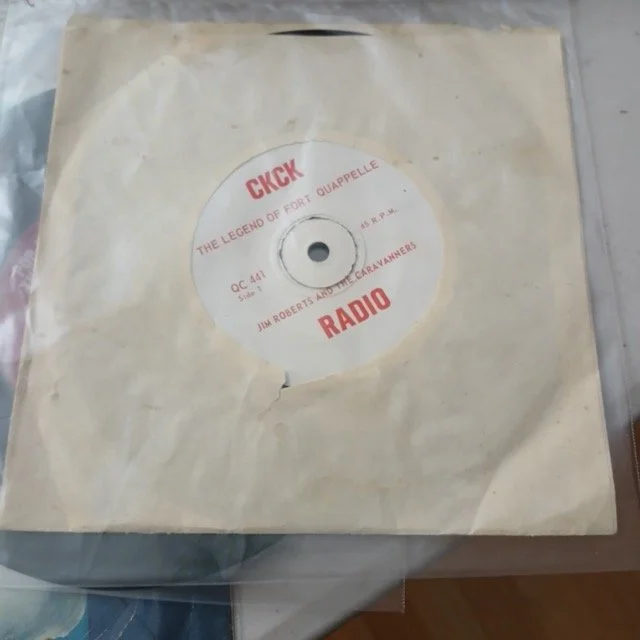 CKCK
THE LEGEND OF FORT QUAPPELLE
45 R.P.M.
QC 441
Side 1
JIM ROBERTS AND THE CARAVANNERS
RADIO